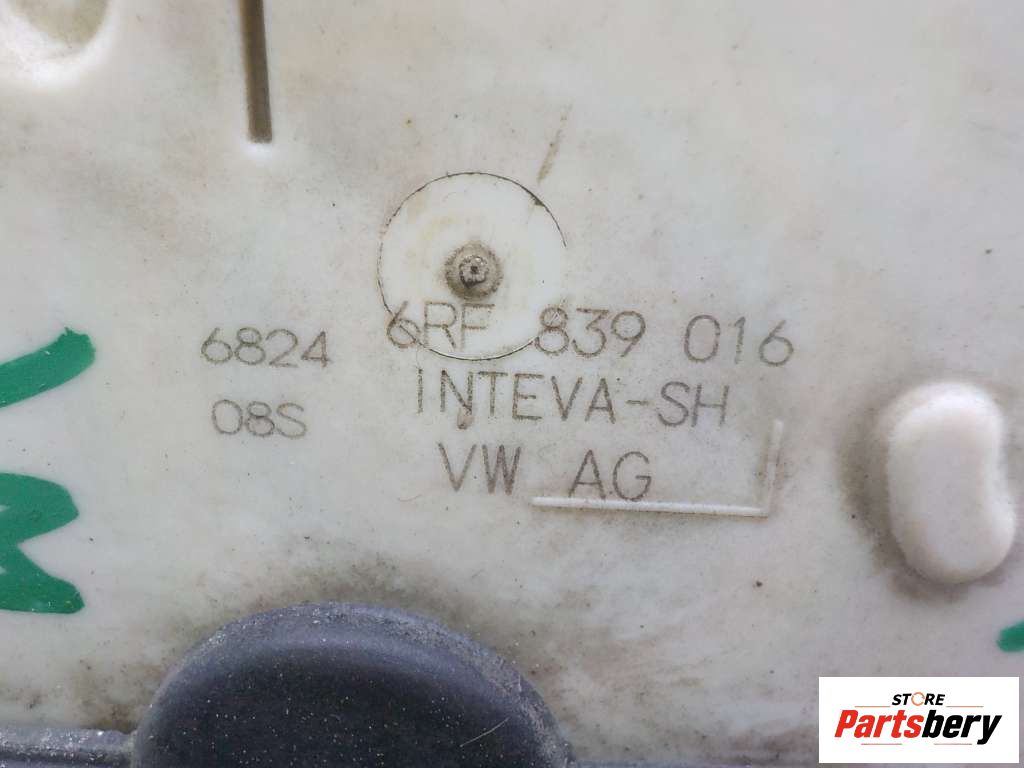 6824 6RF 839 016
08S INTEVA-SH
VW AG
STORE
Partsbery